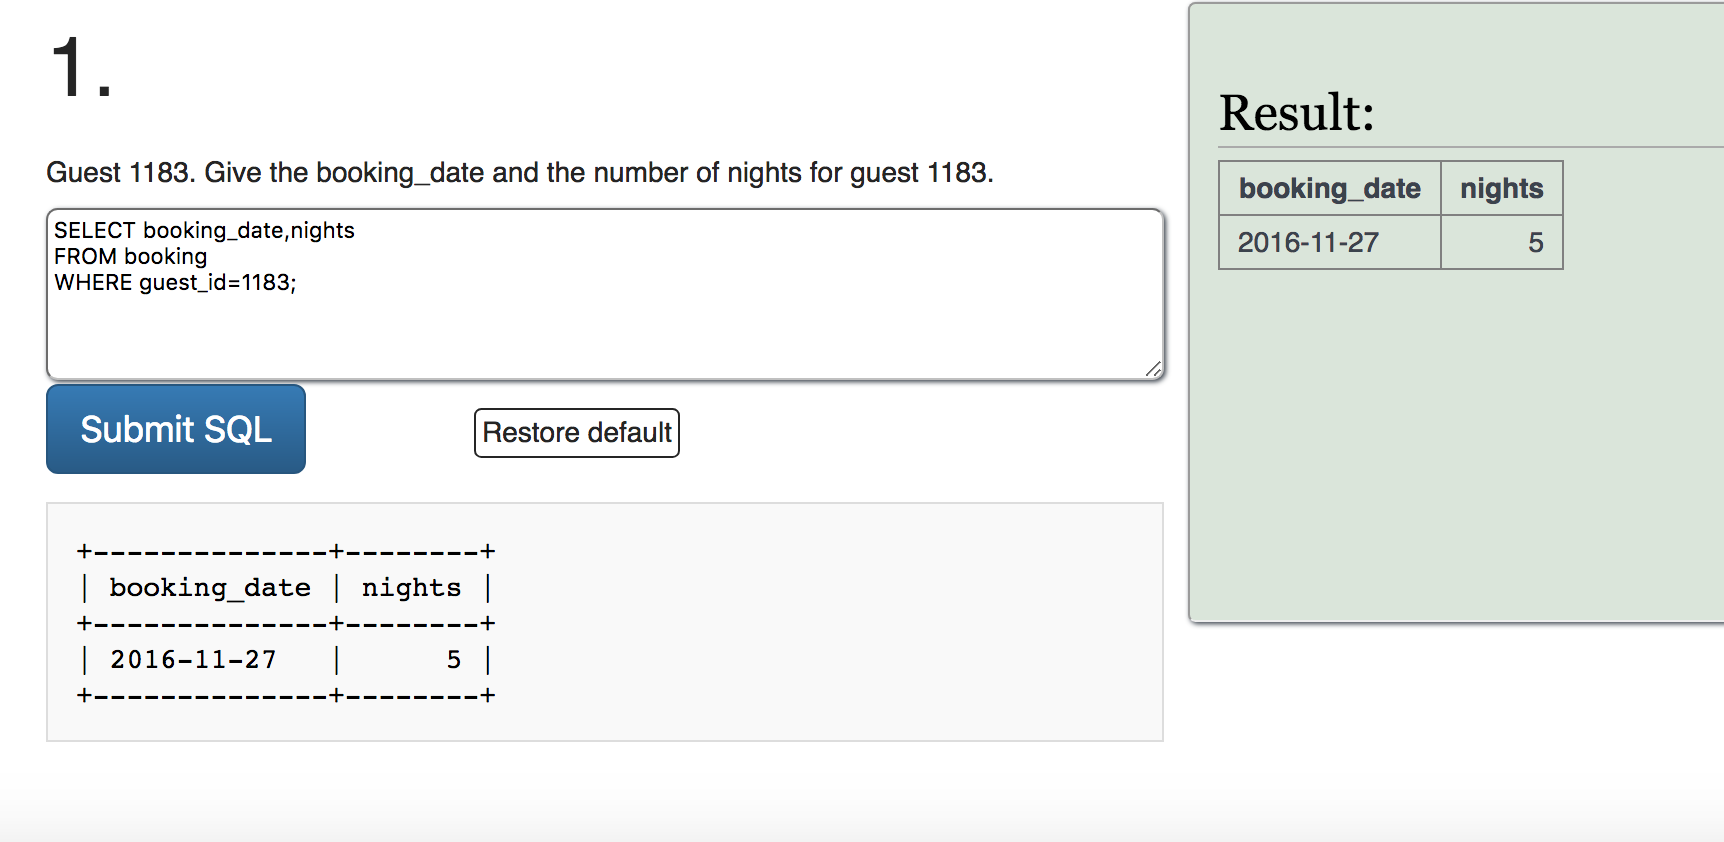 1.
Guest 1183. Give the booking_date and the number of nights for guest 1183.
SELECT booking_date,nights
FROM booking
WHERE guest_id=1183;
Submit SQL
Restore default
+--------------+--------+
| booking_date | nights |
+--------------+--------+
| 2016-11-27   |      5 |
+--------------+--------+
Result:
booking_date nights
2016-11-27 5